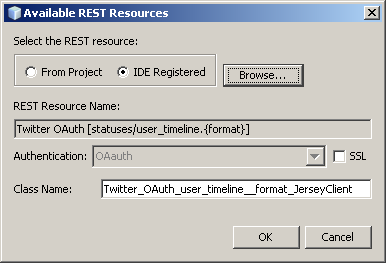 Available REST Resources
Select the REST resource:
From Project IDE Registered Browse...
REST Resource Name:
Twitter OAuth [statuses/user_timeline.{format}]
Authentication: OAauth SSL
Class Name: Twitter_OAuth_user_timeline__format_JerseyClient
OK Cancel